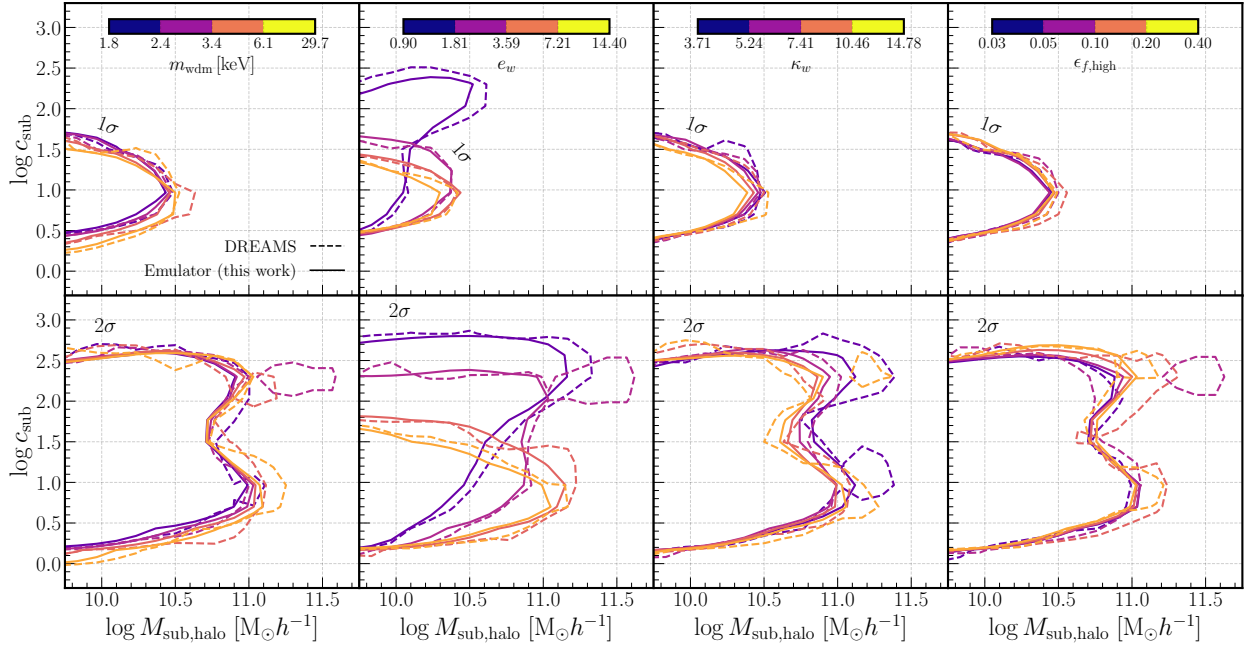 1.8 2.4 3.4 6.1 29.7
m_wdm [keV]
0.90 1.81 3.59 7.21 14.40
e_w
3.71 5.24 7.41 10.46 14.78
κ_w
0.03 0.05 0.10 0.20 0.40
ϵ_f,high
log c_sub
3.0
2.5
2.0
1.5
1.0
0.5
0.0
1σ
1σ
1σ
1σ
DREAMS
Emulator (this work)
log c_sub
3.0
2.5
2.0
1.5
1.0
0.5
0.0
2σ
2σ
2σ
2σ
10.0 10.5 11.0 11.5
10.0 10.5 11.0 11.5
10.0 10.5 11.0 11.5
10.0 10.5 11.0 11.5
log M_sub,halo [M_⊙h^−1]
log M_sub,halo [M_⊙h^−1]
log M_sub,halo [M_⊙h^−1]
log M_sub,halo [M_⊙h^−1]